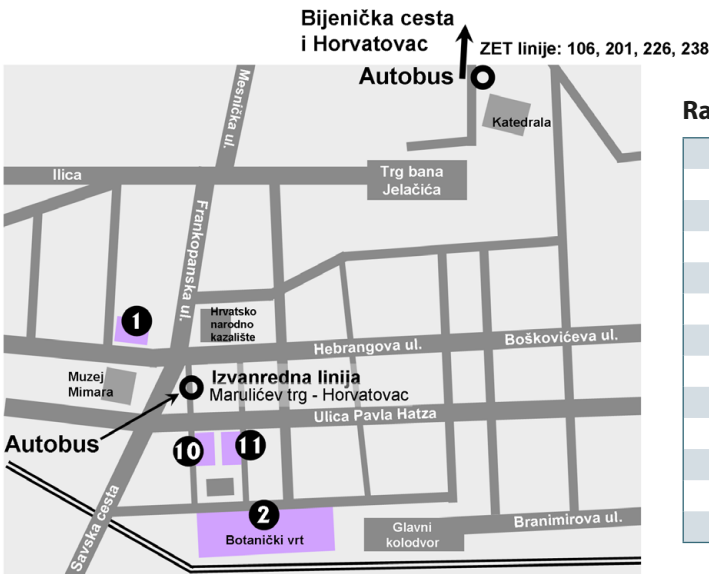 Bijenička cesta
i Horvatovac
ZET linije: 106, 201, 226, 238
Autobus
Mesnička ul.
Katedrala
Ra
Ilica
Trg bana
Jelačića
Frankopanska ul.
1
Hrvatsko
narodno
kazalište
Hebrangova ul.
Boškovićeva ul.
Muzej
Mimara
Izvanredna linija
Marulićev trg - Horvatovac
Ulica Pavla Hatza
Autobus
10
11
Savska cesta
2
Botanički vrt
Glavni
kolodvor
Branimirova ul.